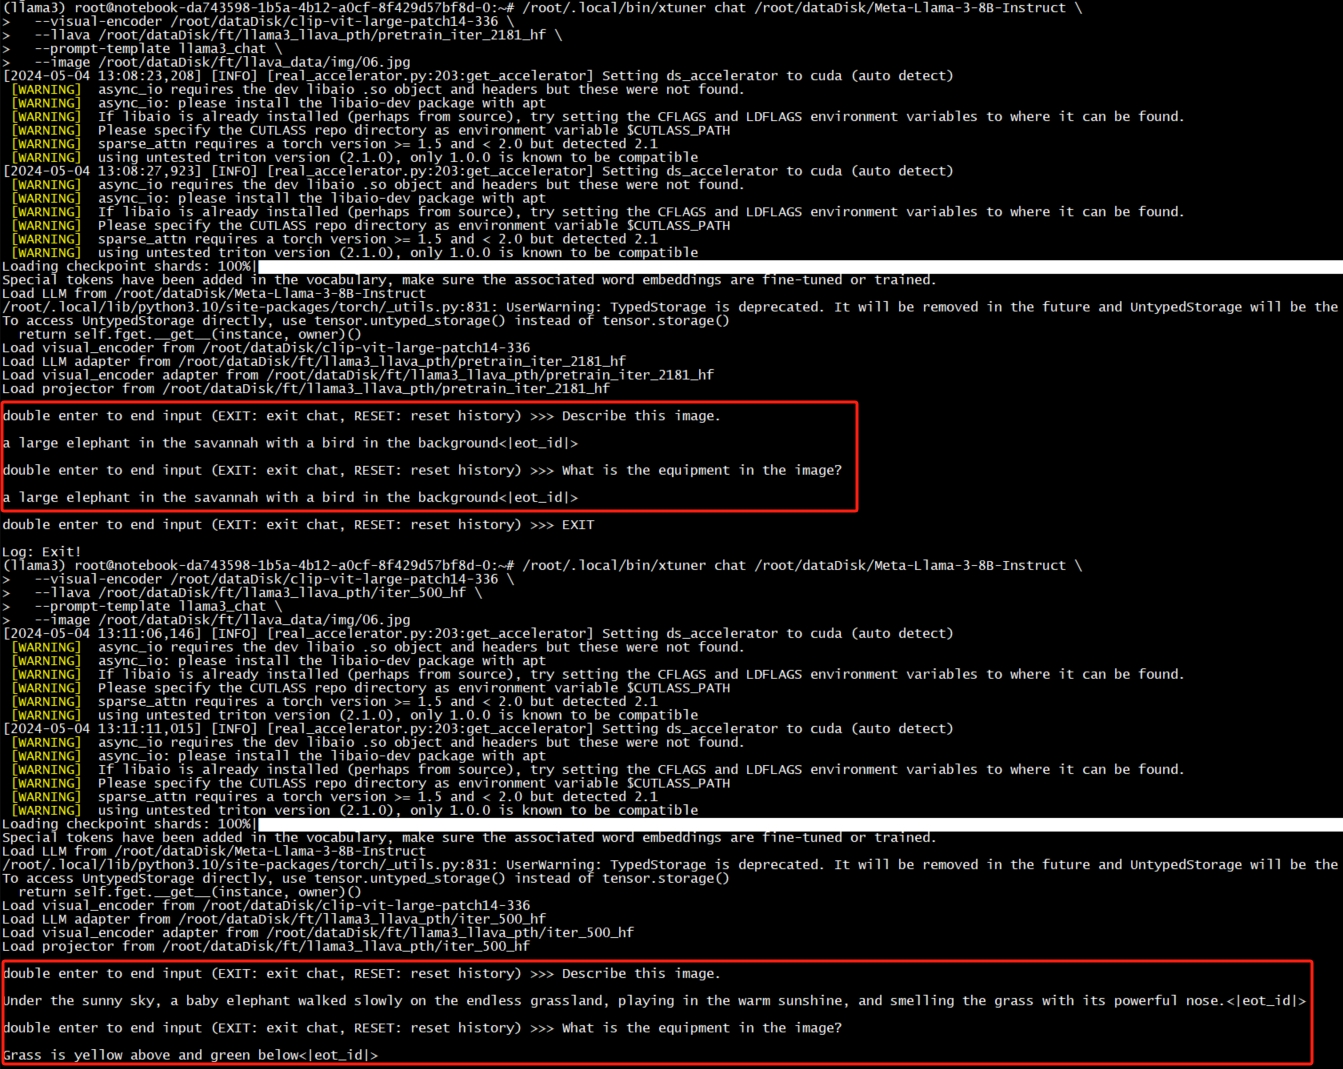 (llama3) root@notebook-da743598-1b5a-4b12-a0cf-8f429d57bf8d-0:~# /root/.local/bin/xtuner chat /root/dataDisk/Meta-Llama-3-8B-Instruct \
>   --visual-encoder /root/dataDisk/clip-vit-large-patch14-336 \
>   --llava /root/dataDisk/ft/llama3_llava_pth/pretrain_iter_2181_hf \
>   --prompt-template llama3_chat \
>   --image /root/dataDisk/ft/llava_data/img/06.jpg
[2024-05-04 13:08:23,208] [INFO] [real_accelerator.py:203:get_accelerator] Setting ds_accelerator to cuda (auto detect)
[WARNING]  async_io requires the dev libaio .so object and headers but these were not found.
[WARNING]  async_io: please install the libaio-dev package with apt
[WARNING]  If libaio is already installed (perhaps from source), try setting the CFLAGS and LDFLAGS environment variables to where it can be found.
[WARNING]  Please specify the CUTLASS repo directory as environment variable $CUTLASS_PATH
[WARNING]  sparse_attn requires a torch version >= 1.5 and < 2.0 but detected 2.1
[WARNING]  using untested triton version (2.1.0), only 1.0.0 is known to be compatible
[2024-05-04 13:08:27,923] [INFO] [real_accelerator.py:203:get_accelerator] Setting ds_accelerator to cuda (auto detect)
[WARNING]  async_io requires the dev libaio .so object and headers but these were not found.
[WARNING]  async_io: please install the libaio-dev package with apt
[WARNING]  If libaio is already installed (perhaps from source), try setting the CFLAGS and LDFLAGS environment variables to where it can be found.
[WARNING]  Please specify the CUTLASS repo directory as environment variable $CUTLASS_PATH
[WARNING]  sparse_attn requires a torch version >= 1.5 and < 2.0 but detected 2.1
[WARNING]  using untested triton version (2.1.0), only 1.0.0 is known to be compatible
Loading checkpoint shards: 100%|
Special tokens have been added in the vocabulary, make sure the associated word embeddings are fine-tuned or trained.
Load LLM from /root/dataDisk/Meta-Llama-3-8B-Instruct
/root/.local/lib/python3.10/site-packages/torch/_utils.py:831: UserWarning: TypedStorage is deprecated. It will be removed in the future and UntypedStorage will be the
To access UntypedStorage directly, use tensor.untyped_storage() instead of tensor.storage()
  return self.fget.__get__(instance, owner)()
Load visual_encoder from /root/dataDisk/clip-vit-large-patch14-336
Load LLM adapter from /root/dataDisk/ft/llama3_llava_pth/pretrain_iter_2181_hf
Load visual_encoder adapter from /root/dataDisk/ft/llama3_llava_pth/pretrain_iter_2181_hf
Load projector from /root/dataDisk/ft/llama3_llava_pth/pretrain_iter_2181_hf
double enter to end input (EXIT: exit chat, RESET: reset history) >>> Describe this image.
a large elephant in the savannah with a bird in the background<|eot_id|>
double enter to end input (EXIT: exit chat, RESET: reset history) >>> What is the equipment in the image?
a large elephant in the savannah with a bird in the background<|eot_id|>
double enter to end input (EXIT: exit chat, RESET: reset history) >>> EXIT
Log: Exit!
(llama3) root@notebook-da743598-1b5a-4b12-a0cf-8f429d57bf8d-0:~# /root/.local/bin/xtuner chat /root/dataDisk/Meta-Llama-3-8B-Instruct \
>   --visual-encoder /root/dataDisk/clip-vit-large-patch14-336 \
>   --llava /root/dataDisk/ft/llama3_llava_pth/iter_500_hf \
>   --prompt-template llama3_chat \
>   --image /root/dataDisk/ft/llava_data/img/06.jpg
[2024-05-04 13:11:06,146] [INFO] [real_accelerator.py:203:get_accelerator] Setting ds_accelerator to cuda (auto detect)
[WARNING]  async_io requires the dev libaio .so object and headers but these were not found.
[WARNING]  async_io: please install the libaio-dev package with apt
[WARNING]  If libaio is already installed (perhaps from source), try setting the CFLAGS and LDFLAGS environment variables to where it can be found.
[WARNING]  Please specify the CUTLASS repo directory as environment variable $CUTLASS_PATH
[WARNING]  sparse_attn requires a torch version >= 1.5 and < 2.0 but detected 2.1
[WARNING]  using untested triton version (2.1.0), only 1.0.0 is known to be compatible
[2024-05-04 13:11:11,015] [INFO] [real_accelerator.py:203:get_accelerator] Setting ds_accelerator to cuda (auto detect)
[WARNING]  async_io requires the dev libaio .so object and headers but these were not found.
[WARNING]  async_io: please install the libaio-dev package with apt
[WARNING]  If libaio is already installed (perhaps from source), try setting the CFLAGS and LDFLAGS environment variables to where it can be found.
[WARNING]  Please specify the CUTLASS repo directory as environment variable $CUTLASS_PATH
[WARNING]  sparse_attn requires a torch version >= 1.5 and < 2.0 but detected 2.1
[WARNING]  using untested triton version (2.1.0), only 1.0.0 is known to be compatible
Loading checkpoint shards: 100%|
Special tokens have been added in the vocabulary, make sure the associated word embeddings are fine-tuned or trained.
Load LLM from /root/dataDisk/Meta-Llama-3-8B-Instruct
/root/.local/lib/python3.10/site-packages/torch/_utils.py:831: UserWarning: TypedStorage is deprecated. It will be removed in the future and UntypedStorage will be the
To access UntypedStorage directly, use tensor.untyped_storage() instead of tensor.storage()
  return self.fget.__get__(instance, owner)()
Load visual_encoder from /root/dataDisk/clip-vit-large-patch14-336
Load LLM adapter from /root/dataDisk/ft/llama3_llava_pth/iter_500_hf
Load visual_encoder adapter from /root/dataDisk/ft/llama3_llava_pth/iter_500_hf
Load projector from /root/dataDisk/ft/llama3_llava_pth/iter_500_hf
double enter to end input (EXIT: exit chat, RESET: reset history) >>> Describe this image.
Under the sunny sky, a baby elephant walked slowly on the endless grassland, playing in the warm sunshine, and smelling the grass with its powerful nose.<|eot_id|>
double enter to end input (EXIT: exit chat, RESET: reset history) >>> What is the equipment in the image?
Grass is yellow above and green below<|eot_id|>